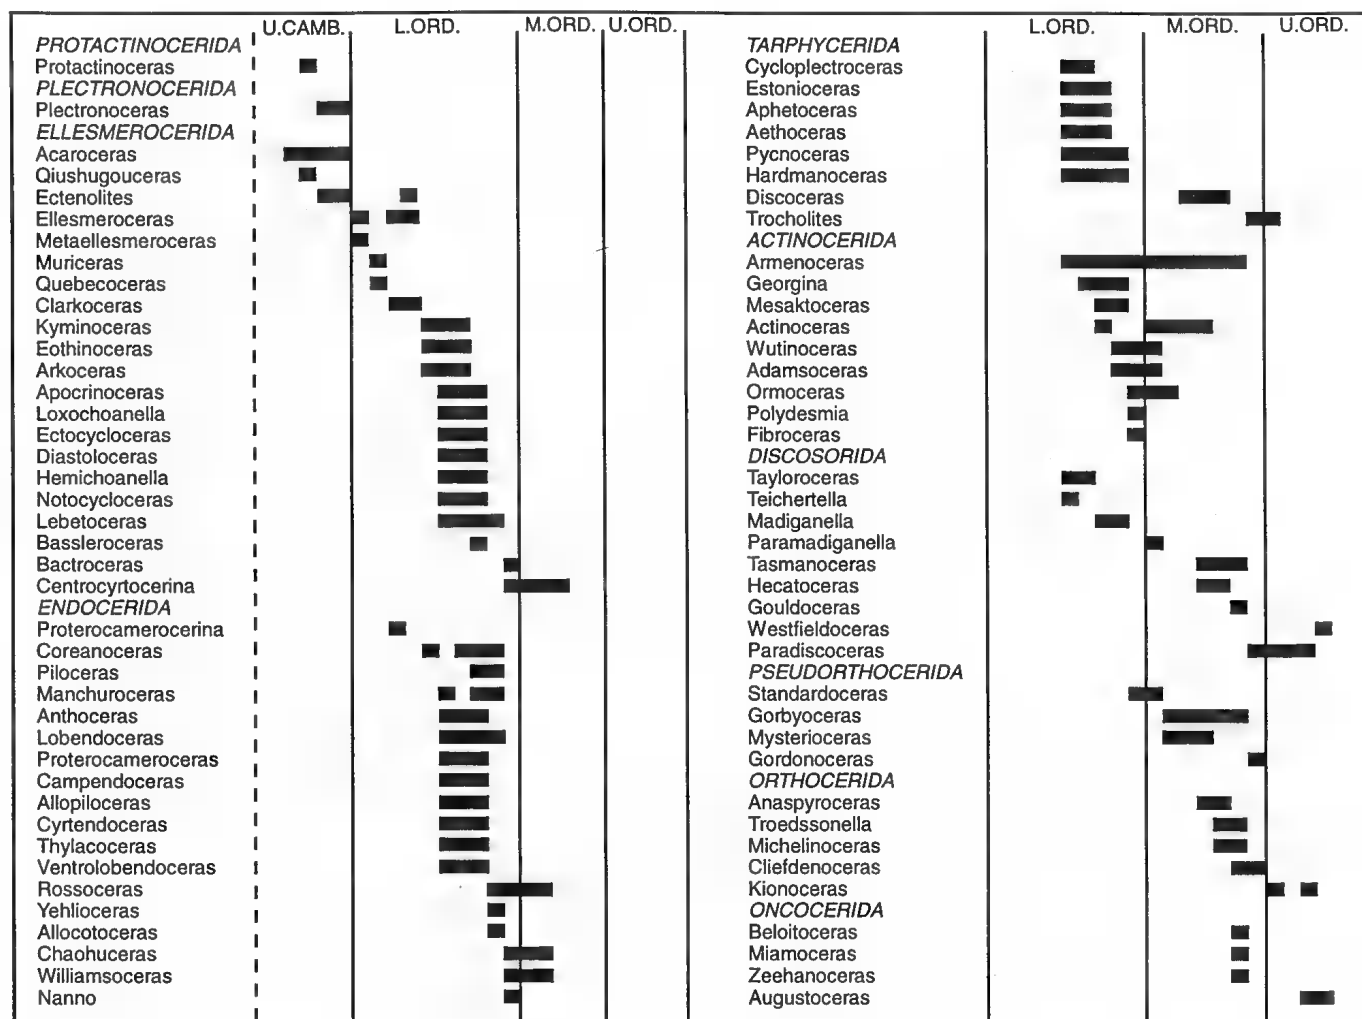 U.CAMB. L.ORD. M.ORD. U.ORD.
PROTACTINOCERIDA
Protactinoceras
PLECTRONOCERIDA
Plectronoceras
ELLESMEROCERIDA
Acaroceras
Qiushugouceras
Ectenolites
Ellesmeroceras
Metaellesmeroceras
Muriceras
Quebecoceras
Clarkoceras
Kyminoceras
Eothinoceras
Arkoceras
Apocrinoceras
Loxochoanella
Ectocycloceras
Diastoloceras
Hemichoanella
Notocycloceras
Lebetoceras
Bassleroceras
Bactroceras
Centrocyrtocerina
ENDOCERIDA
Proterocamerocerina
Coreanoceras
Piloceras
Manchuroceras
Anthoceras
Lobendoceras
Proterocameroceras
Campendoceras
Allopiloceras
Cyrtendoceras
Thylacoceras
Ventrolobendoceras
Rossoceras
Yehlioceras
Allocotoceras
Chaohuceras
Williamsoceras
Nanno
L.ORD. M.ORD. U.ORD.
TARPHYCERIDA
Cycloplectroceras
Estonioceras
Aphetoceras
Aethoceras
Pycnoceras
Hardmanoceras
Discoceras
Trocholites
ACTINOCERIDA
Armenoceras
Georgina
Mesaktoceras
Actinoceras
Wutinoceras
Adamsoceras
Ormoceras
Polydesmia
Fibroceras
DISCOSORIDA
Tayloroceras
Teichertella
Madiganella
Paramadiganella
Tasmanoceras
Hecatoceras
Gouldoceras
Westfieldoceras
Paradiscoceras
PSEUDORTHOCERIDA
Standardoceras
Gorbyoceras
Mysterioceras
Gordonoceras
ORTHOCERIDA
Anaspyroceras
Troedssonella
Michelinoceras
Cliefdenoceras
Kionoceras
ONCOCERIDA
Beloitoceras
Miamoceras
Zeehanoceras
Augustoceras